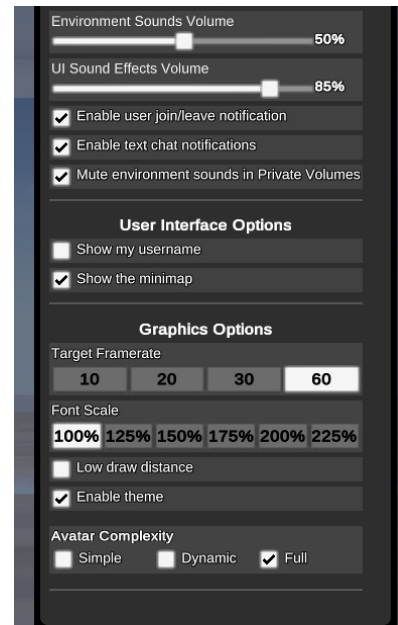 Environment Sounds Volume
50%
UI Sound Effects Volume
85%
Enable user join/leave notification
Enable text chat notifications
Mute environment sounds in Private Volumes
User Interface Options
Show my username
Show the minimap
Graphics Options
Target Framerate
10 20 30 60
Font Scale
100% 125% 150% 175% 200% 225%
Low draw distance
Enable theme
Avatar Complexity
Simple Dynamic Full